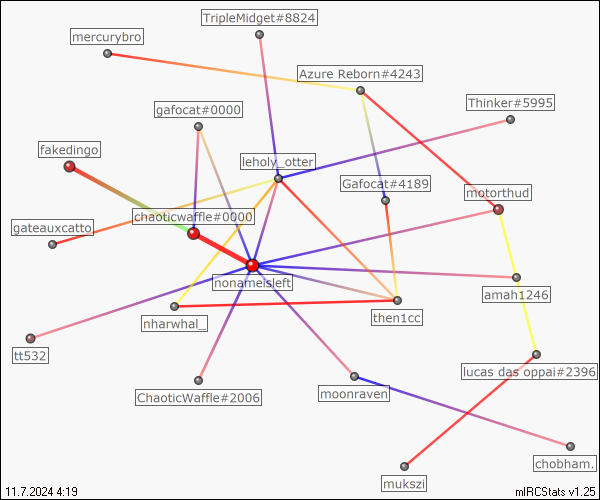 TripleMidget#8824
mercurybro
Azure Reborn#4243
gafocat#0000
Thinker#5995
fakedingo
leholy_otter
Gafocat#4189
motorthud
gateauxcatto
chaoticwaffle#0000
nonameisleft
amah1246
nharwhal_
then1cc
tt532
lucas das oppai#2396
ChaoticWaffle#2006
moonraven
chobham.
mukszi
11.7.2024 4:19
mIRCStats v1.25